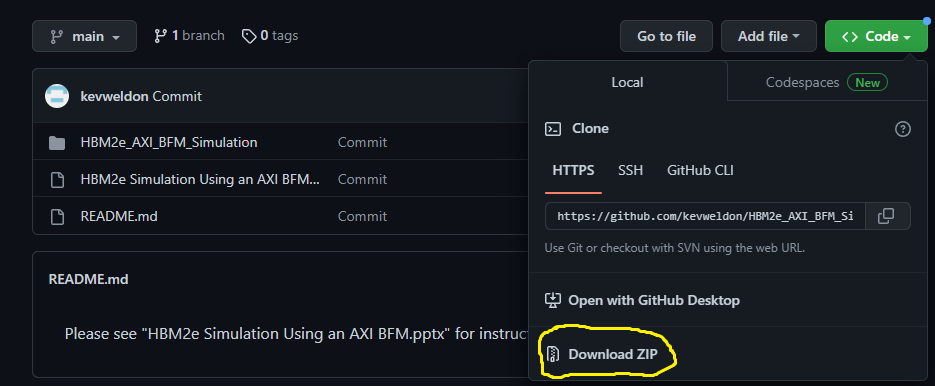 main
1 branch
0 tags
Go to file
Add file
Code
kevweldon Commit
HBM2e_AXI_BFM_Simulation Commit
HBM2e Simulation Using an AXI BFM... Commit
README.md Commit
README.md
Please see "HBM2e Simulation Using an AXI BFM.pptx" for instruc
Local
Codespaces New
Clone
HTTPS SSH GitHub CLI
https://github.com/kevweldon/HBM2e_AXI_BFM_Si
Use Git or checkout with SVN using the web URL.
Open with GitHub Desktop
Download ZIP